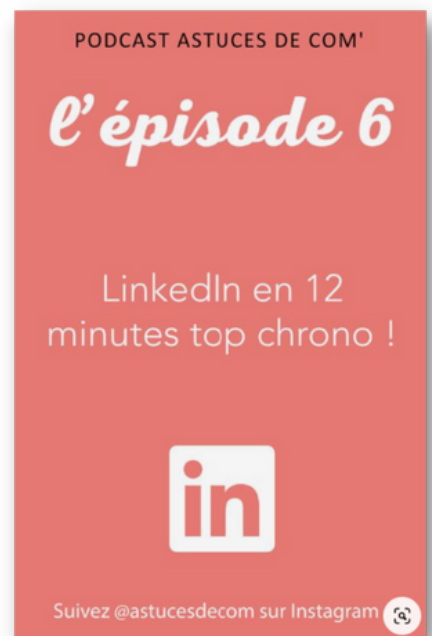 PODCAST ASTUCES DE COM'
l'épisode 6
LinkedIn en 12
minutes top chrono !
in
Suivez @astucesdecom sur Instagram